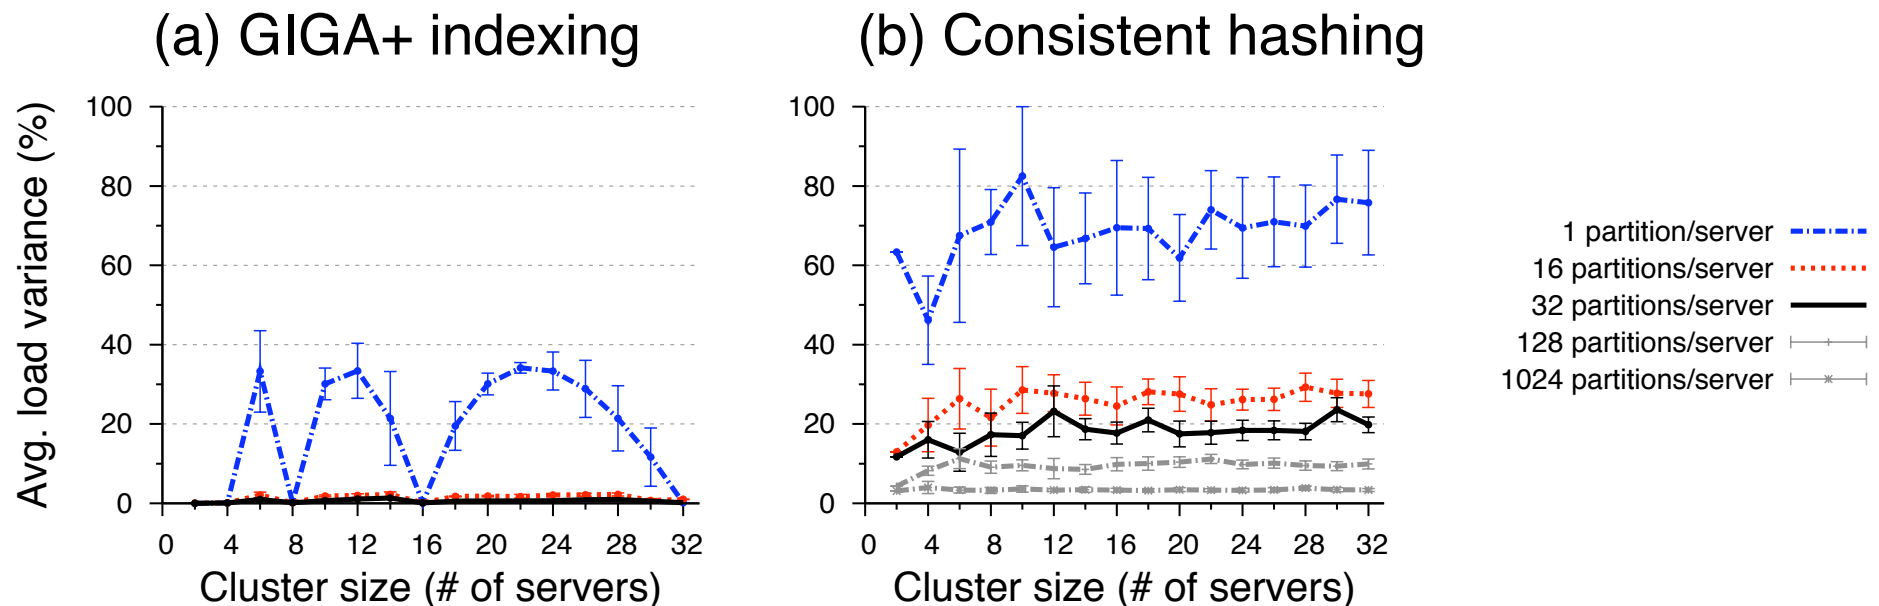 (a) GIGA+ indexing
(b) Consistent hashing
Avg. load variance (%)
100
80
60
40
20
0
0 4 8 12 16 20 24 28 32
Cluster size (# of servers)
100
80
60
40
20
0
0 4 8 12 16 20 24 28 32
Cluster size (# of servers)
1 partition/server
16 partitions/server
32 partitions/server
128 partitions/server
1024 partitions/server